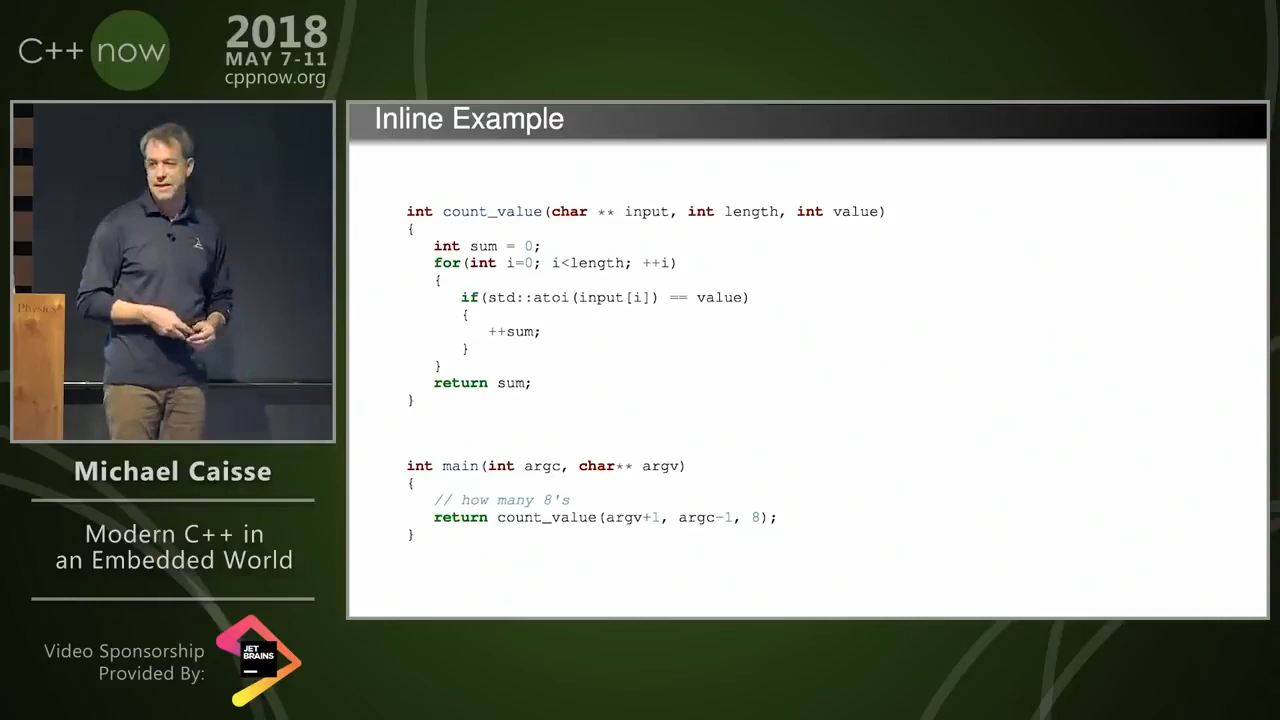 C++ now
2018
MAY 7-11
cppnow.org
Physics
Michael Caisse
Modern C++ in
an Embedded World
Video Sponsorship
Provided By:
JET
BRAINS
Inline Example
int count_value(char ** input, int length, int value)
{
int sum = 0;
for(int i=0; i<length; ++i)
{
if(std::atoi(input[i]) == value)
{
++sum;
}
}
return sum;
}
int main(int argc, char** argv)
{
// how many 8's
return count_value(argv+1, argc-1, 8);
}